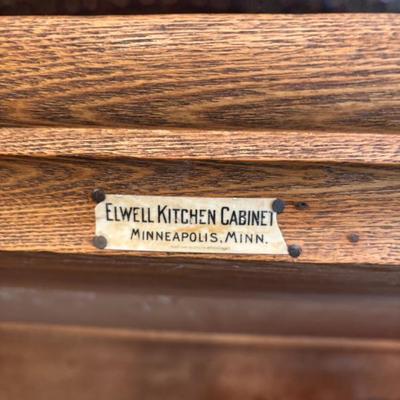 ELWELL KITCHEN CABINET
MINNEAPOLIS, MINN.